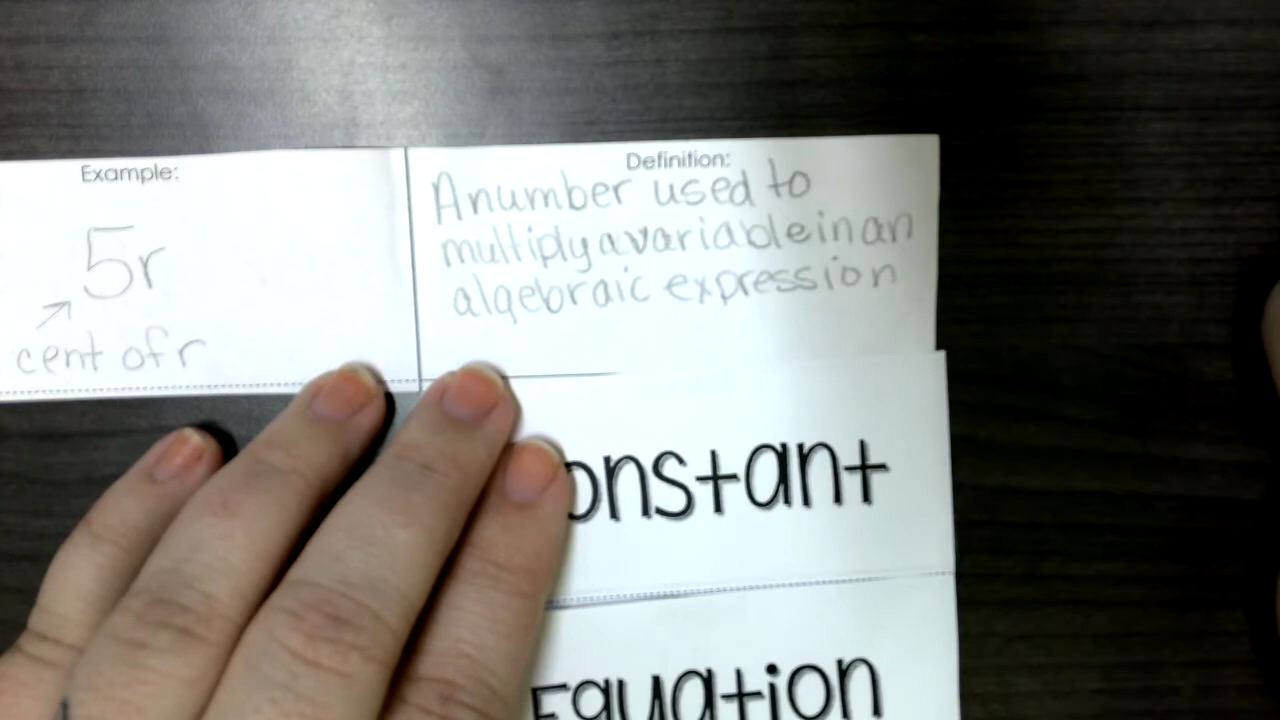 Example:
5r
cent of r
Definition:
A number used to
multiply a variable in an
algebraic expression
onstant
Equation